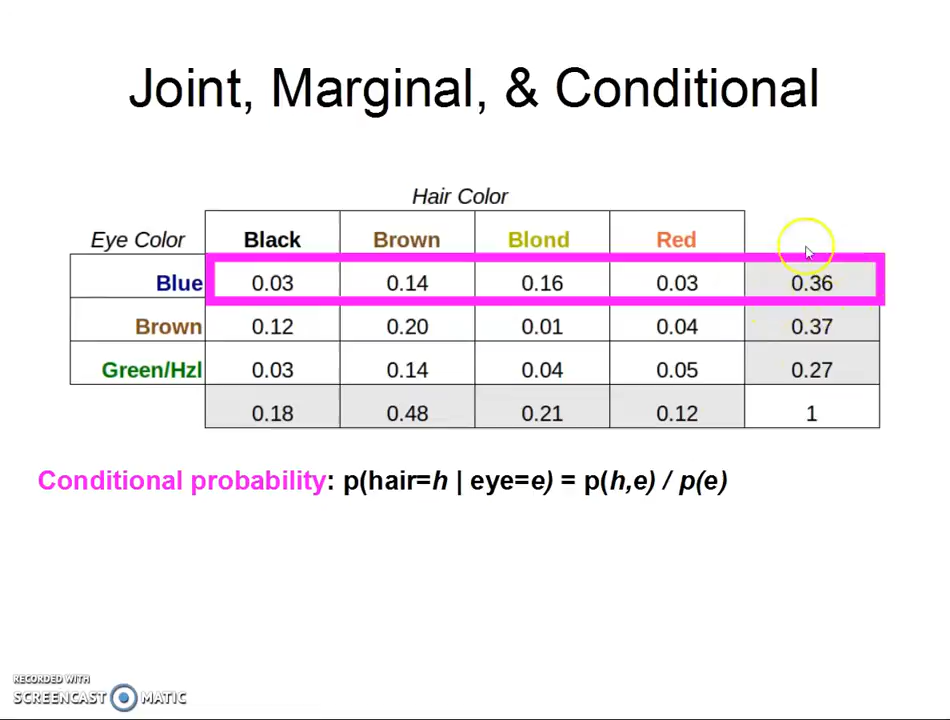 Joint, Marginal, & Conditional
Hair Color
Eye Color Black Brown Blond Red
Blue 0.03 0.14 0.16 0.03 0.36
Brown 0.12 0.20 0.01 0.04 0.37
Green/Hzl 0.03 0.14 0.04 0.05 0.27
0.18 0.48 0.21 0.12 1
Conditional probability: p(hair=h | eye=e) = p(h,e) / p(e)
RECORDED WITH
SCREENCAST MATIC